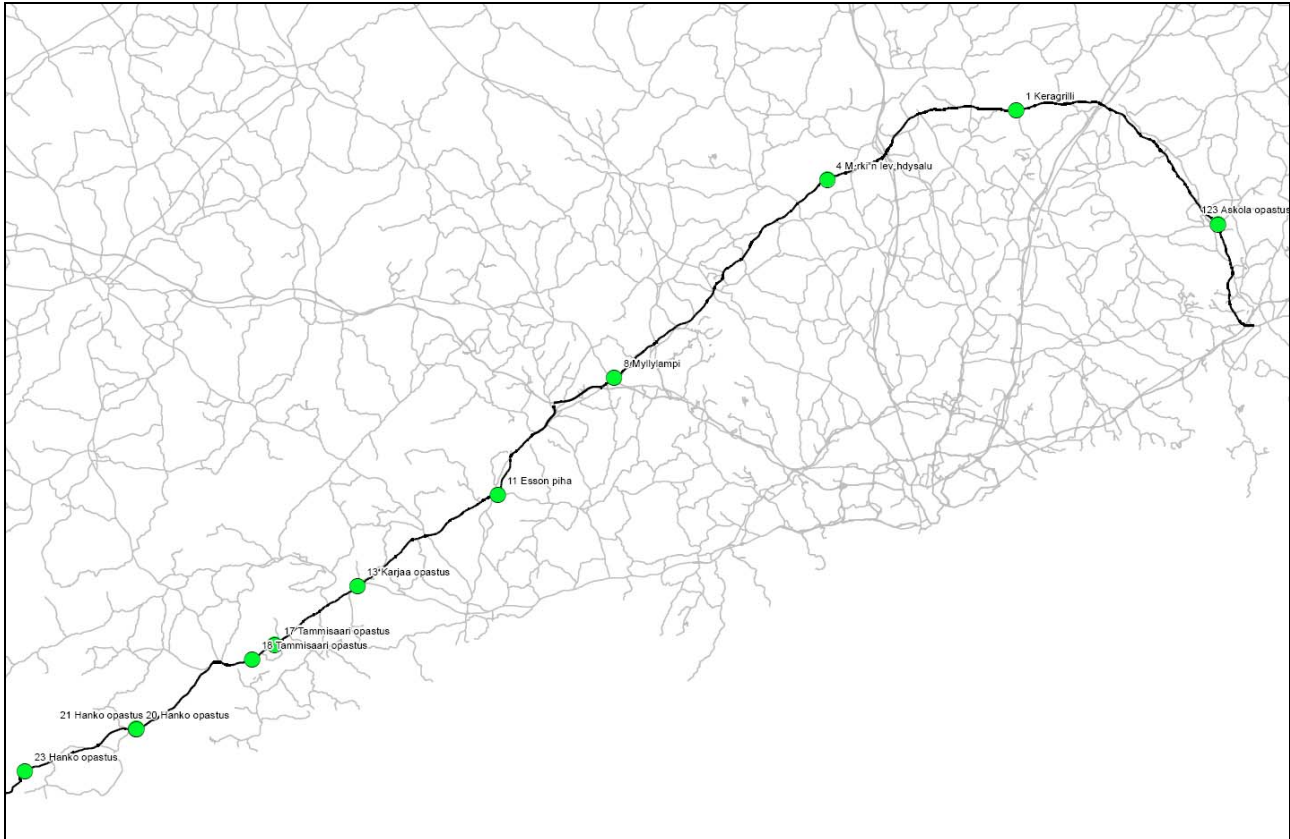 1 Keragrilli
4 M;rki"n lev,hdysalu
123 Askola opastus
8 Myllylampi
11 Esson piha
13 Karjaa opastus
17 Tammisaari opastus
18 Tammisaari opastus
21 Hanko opastus 20 Hanko opastus
23 Hanko opastus